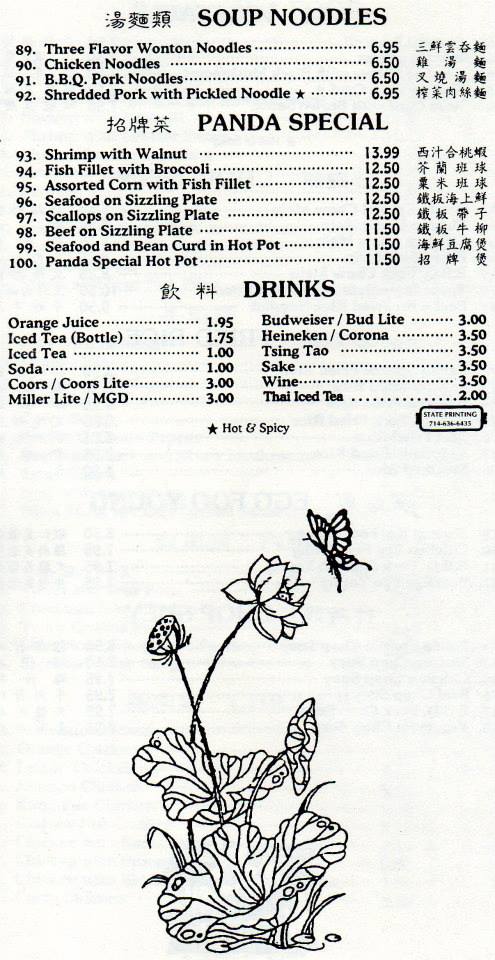 湯麵類 SOUP NOODLES
89. Three Flavor Wonton Noodles 6.95 三鮮雲吞麵
90. Chicken Noodles 6.50 雞湯麵
91. B.B.Q. Pork Noodles 6.50 叉燒湯麵
92. Shredded Pork with Pickled Noodle ★ 6.95 榨菜肉絲麵
招牌菜 PANDA SPECIAL
93. Shrimp with Walnut 13.99 西汁合桃蝦
94. Fish Fillet with Broccoli 12.50 芥蘭班球
95. Assorted Corn with Fish Fillet 12.50 粟米班球
96. Seafood on Sizzling Plate 12.50 鐵板海上鮮
97. Scallops on Sizzling Plate 12.50 鐵板帶子
98. Beef on Sizzling Plate 11.50 鐵板牛柳
99. Seafood and Bean Curd in Hot Pot 11.50 海鮮豆腐煲
100. Panda Special Hot Pot 11.50 招牌煲
飲料 DRINKS
Orange Juice 1.95
Iced Tea (Bottle) 1.75
Iced Tea 1.00
Soda 1.00
Coors / Coors Lite 3.00
Miller Lite / MGD 3.00
Budweiser / Bud Lite 3.00
Heineken / Corona 3.50
Tsing Tao 3.50
Sake 3.50
Wine 3.50
Thai Iced Tea 2.00
STATE PRINTING
714-636-6435
★ Hot & Spicy